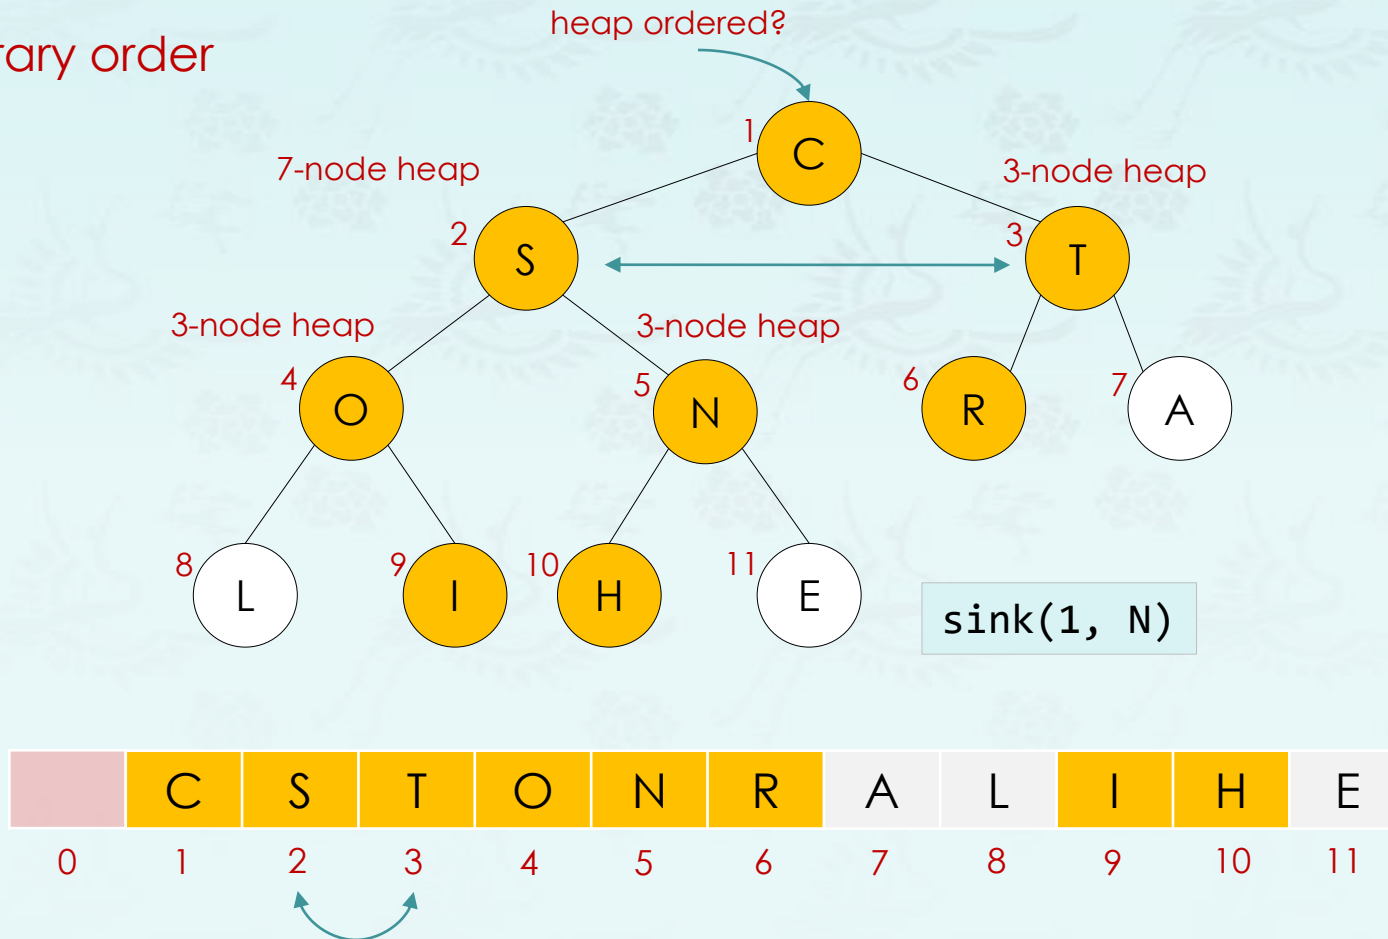 heap ordered?
rary order
1
C
7-node heap
3-node heap
2
S
3
T
3-node heap
3-node heap
4
O
5
N
6
R
7
A
8
L
9
I
10
H
11
E
sink(1, N)
C S T O N R A L I H E
0 1 2 3 4 5 6 7 8 9 10 11